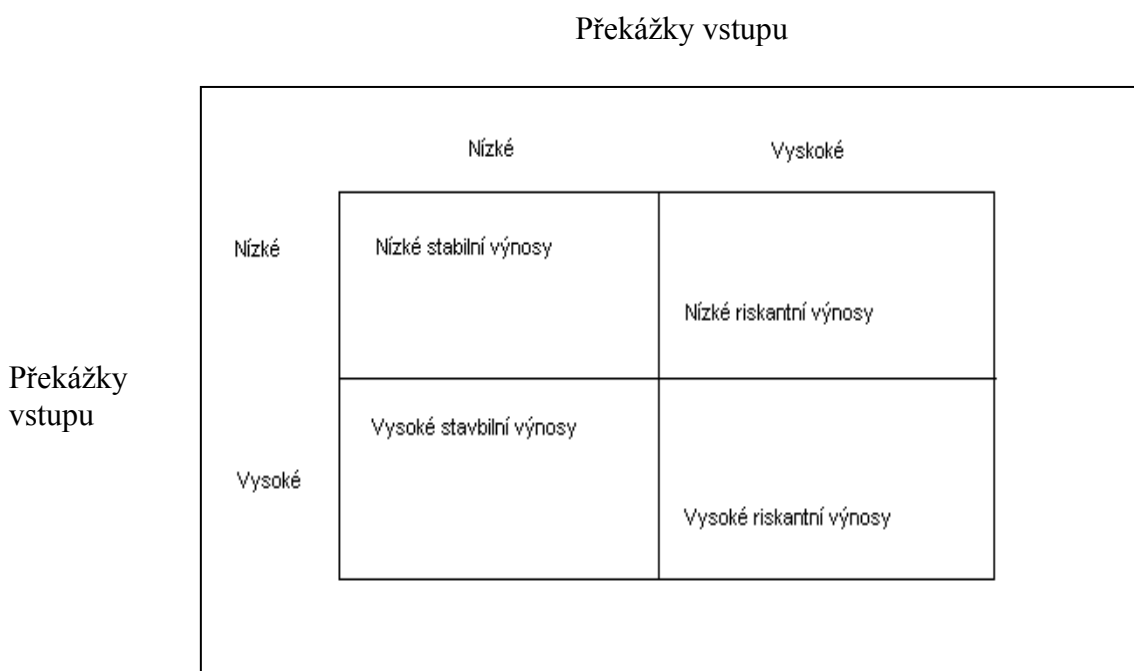 Překážky vstupu
Nízké
Vyskoké
Nízké
Nízké stabilní výnosy
Nízké riskantní výnosy
Překážky
vstupu
Vysoké stavbilní výnosy
Vysoké
Vysoké riskantní výnosy